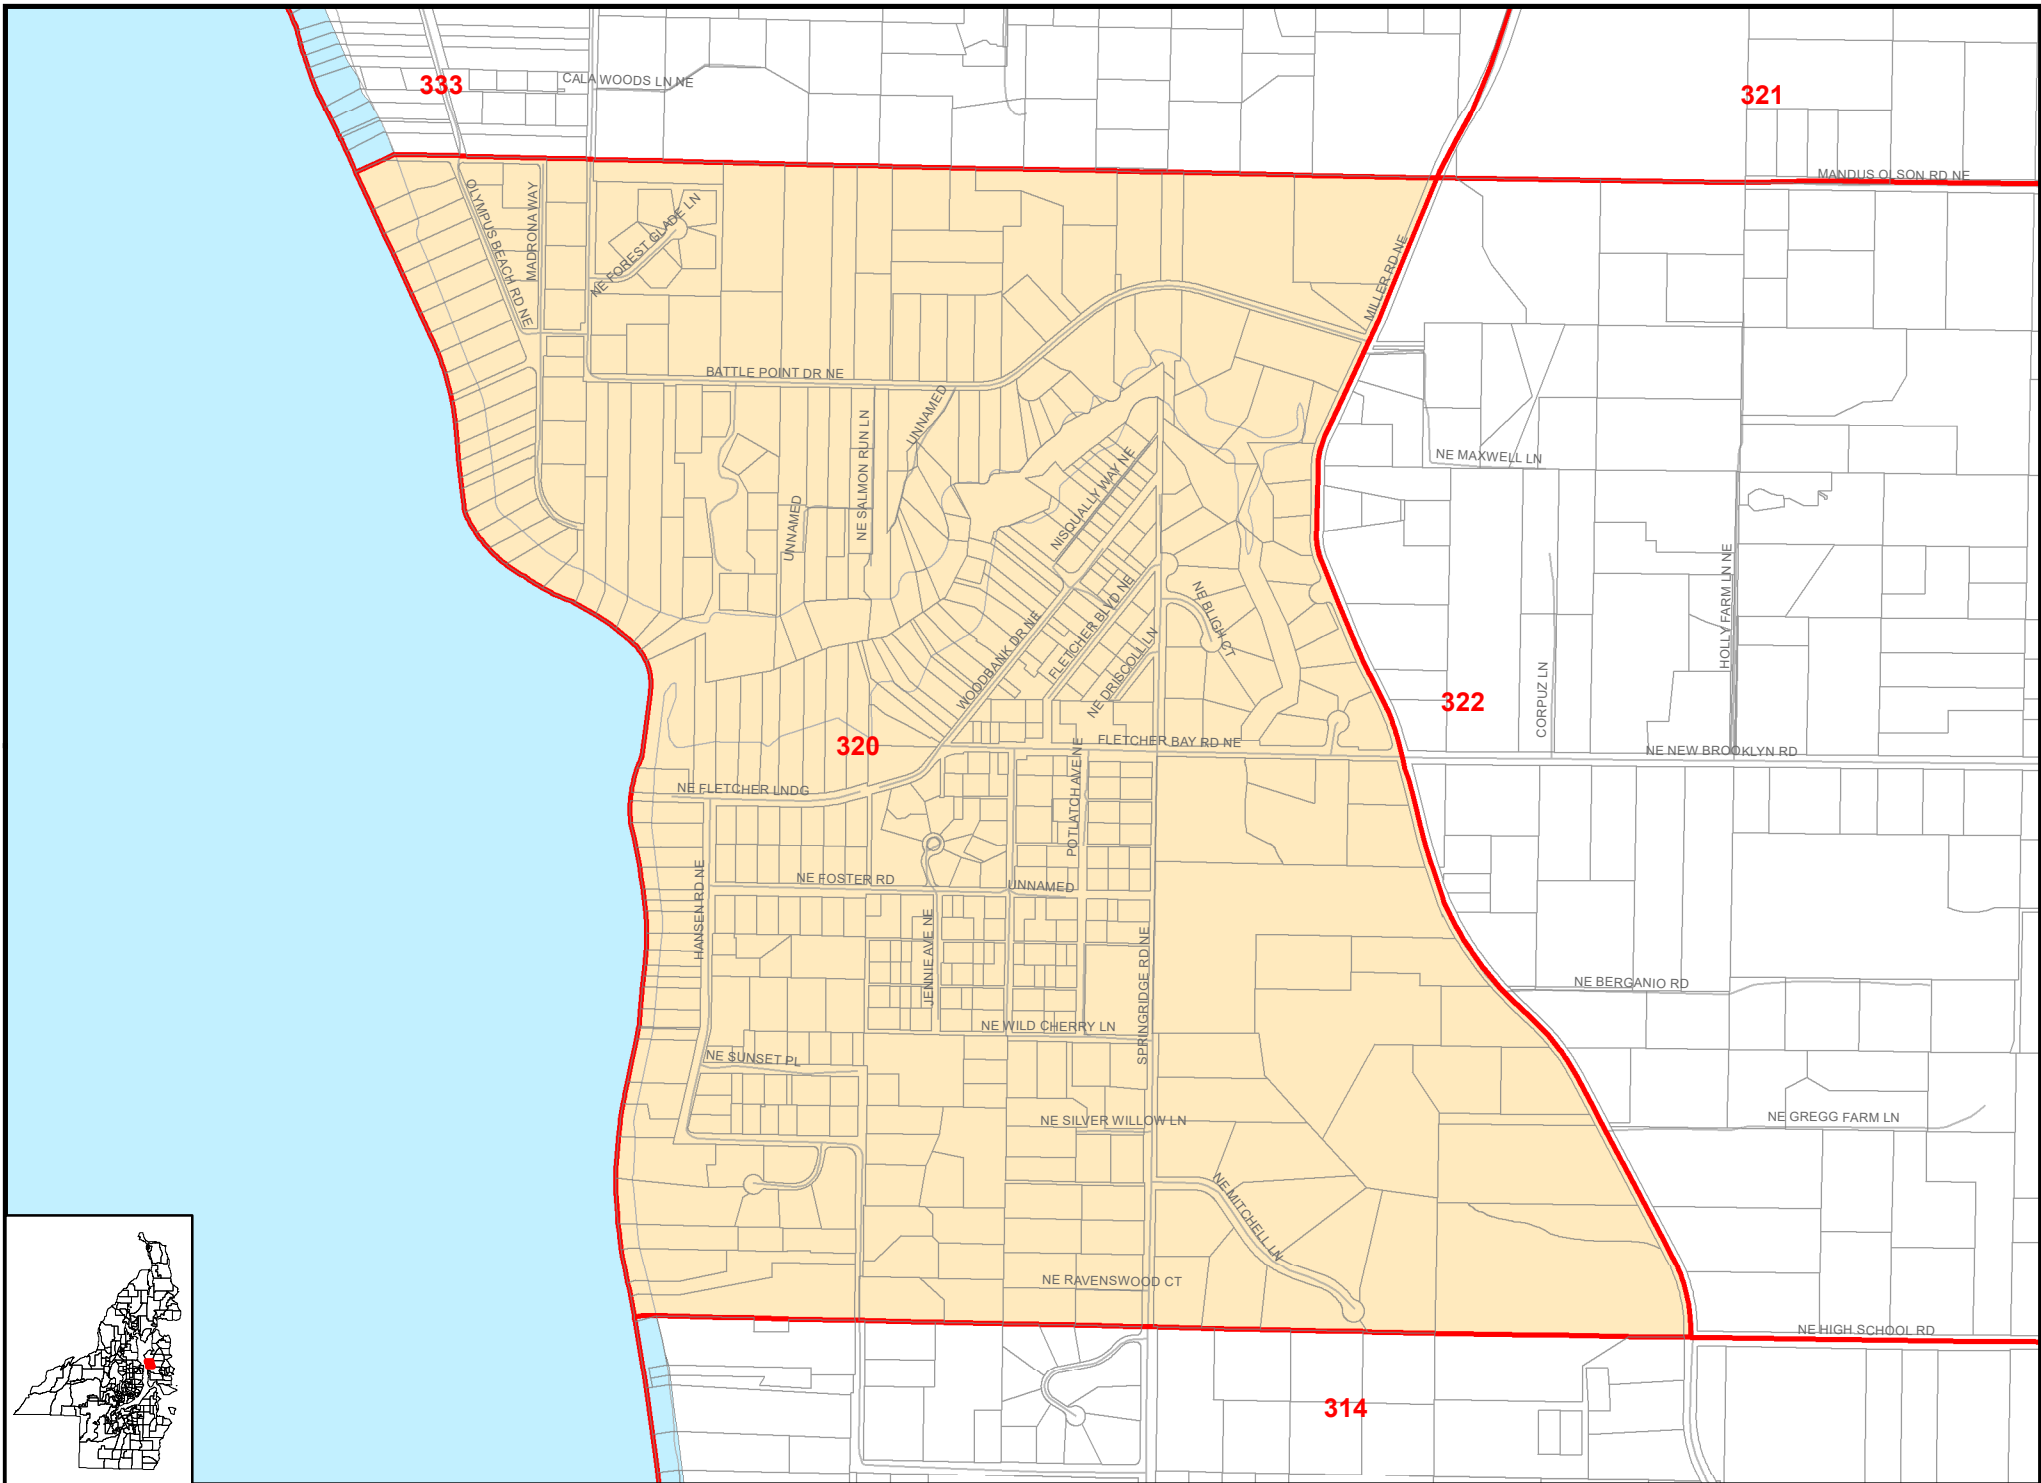 333
CALA WOODS LN NE
321
MANDUS OLSON RD NE
OLYMPUS BEACH RD NE
MADRONA WAY
NE FOREST GLADE LN
MILLER RD NE
BATTLE POINT DR NE
UNNAMED
NE SALMON RUN LN
UNNAMED
NISQUALLY WAY NE
NE MAXWELL LN
HOLLY FARM LN NE
WOODBANK DR NE
FLETCHER BLVD NE
NE DRISCOLL LN
NE BLIGH CT
CORPUZ LN
322
320
FLETCHER BAY RD NE
NE NEW BROOKLYN RD
NE FLETCHER LNDG
POTLATCH AVE NE
HANSEN RD NE
NE FOSTER RD
UNNAMED
JENNIE AVE NE
SPRINGRIDGE RD NE
NE BERGANIO RD
NE WILD CHERRY LN
NE SUNSET PL
NE SILVER WILLOW LN
NE GREGG FARM LN
NE MITCHELL LN
NE RAVENSWOOD CT
NE HIGH SCHOOL RD
314